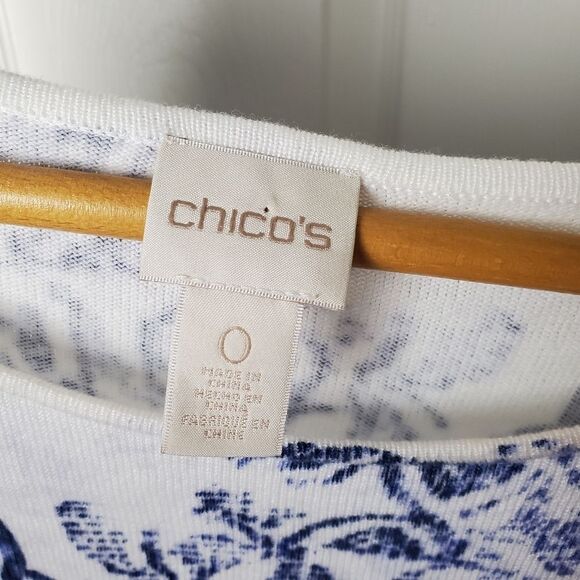 chico's
0
MADE IN
CHINA
HECHO EN
CHINA
FABRIQUÉ EN
CHINE